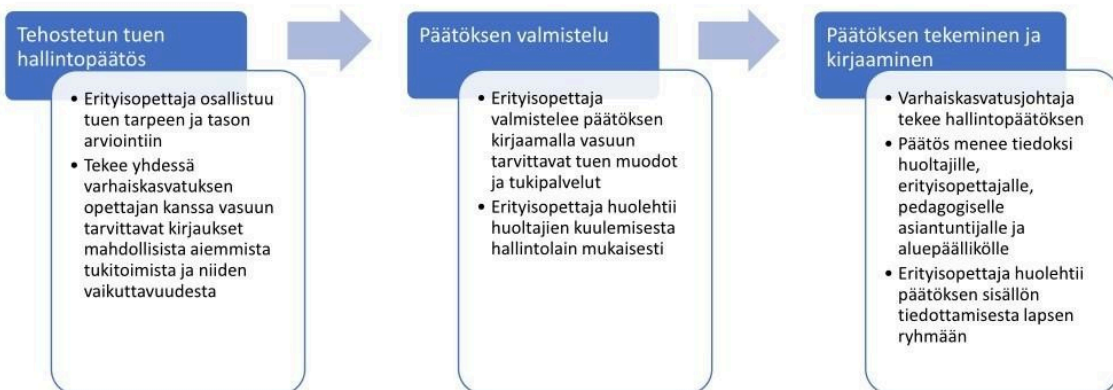 Tehostetun tuen
hallintopäätös
• Erityisopettaja osallistuu
tuen tarpeen ja tason
arviointiin
• Tekee yhdessä
varhaiskasvatuksen
opettajan kanssa vasuun
tarvittavat kirjaukset
mahdollisista aiemmista
tukitoimista ja niiden
vaikuttavuudesta
Päätöksen valmistelu
• Erityisopettaja
valmistelee päätöksen
kirjaamalla vasuun
tarvittavat tuen muodot
ja tukipalvelut
• Erityisopettaja huolehtii
huoltajien kuulemisesta
hallintolain mukaisesti
Päätöksen tekeminen ja
kirjaaminen
• Varhaiskasvatusjohtaja
tekee hallintopäätöksen
• Päätös menee tiedoksi
huoltajille,
erityisopettajalle,
pedagogiselle
asiantuntijalle ja
aluepäällikölle
• Erityisopettaja huolehtii
päätöksen sisällön
tiedottamisesta lapsen
ryhmään